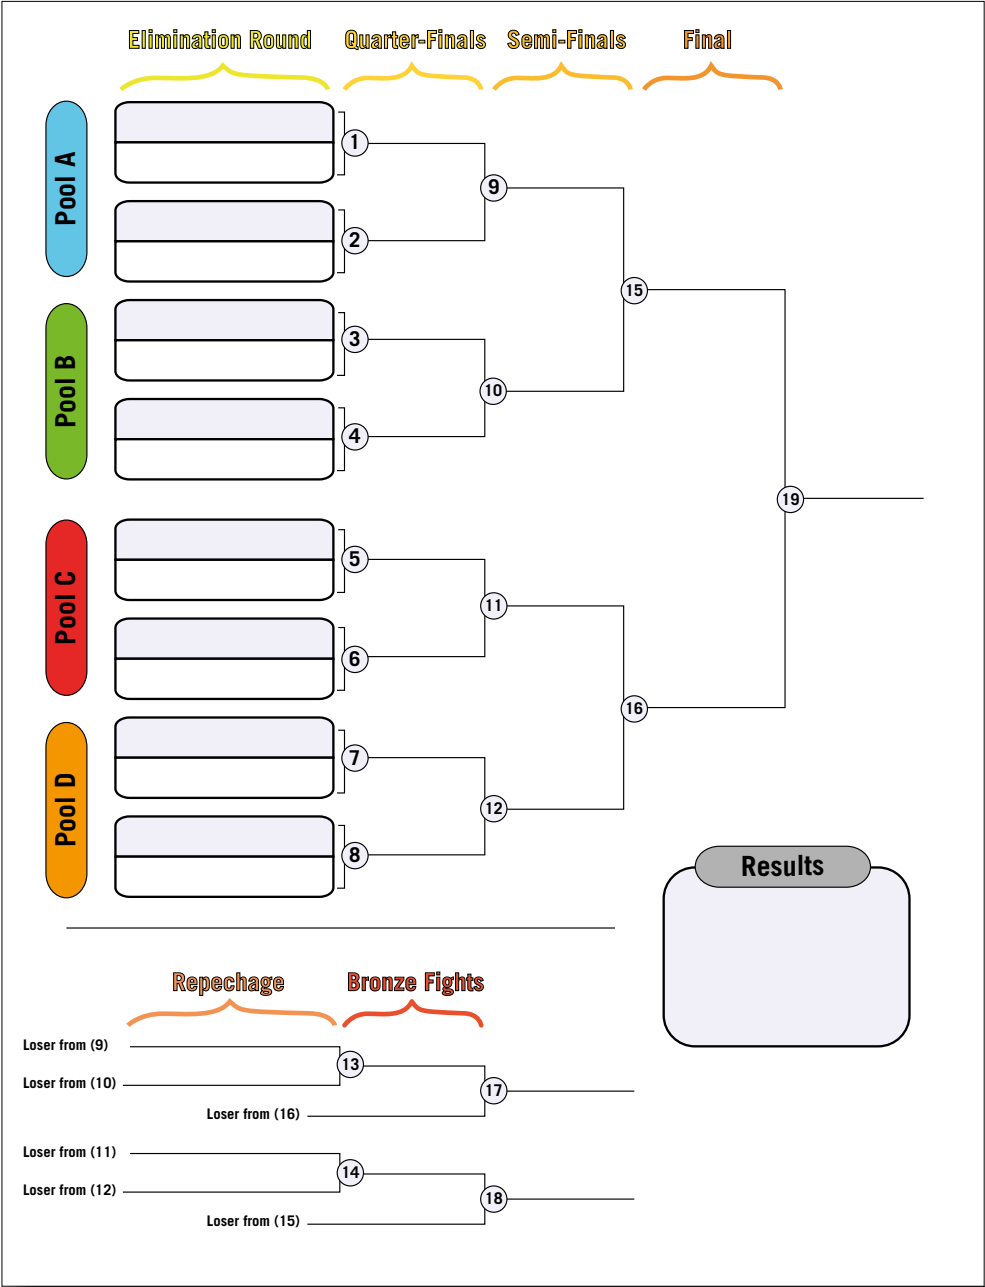 Elimination Round Quarter-Finals Semi-Finals Final
Pool A
1
9
2
15
Pool B
3
10
4
19
Pool C
5
11
6
16
Pool D
7
12
8
Results
Repechage Bronze Fights
Loser from (9)
13
Loser from (10)
17
Loser from (16)
Loser from (11)
14
Loser from (12)
18
Loser from (15)